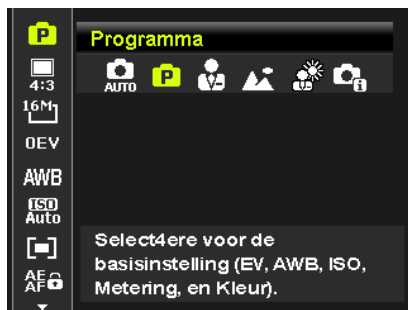 P
Programma
AUTO P
4:3
16M
0EV
AWB
ISO
Auto
AE
AF
Select4ere voor de
basisinstelling (EV, AWB, ISO,
Metering, en Kleur).